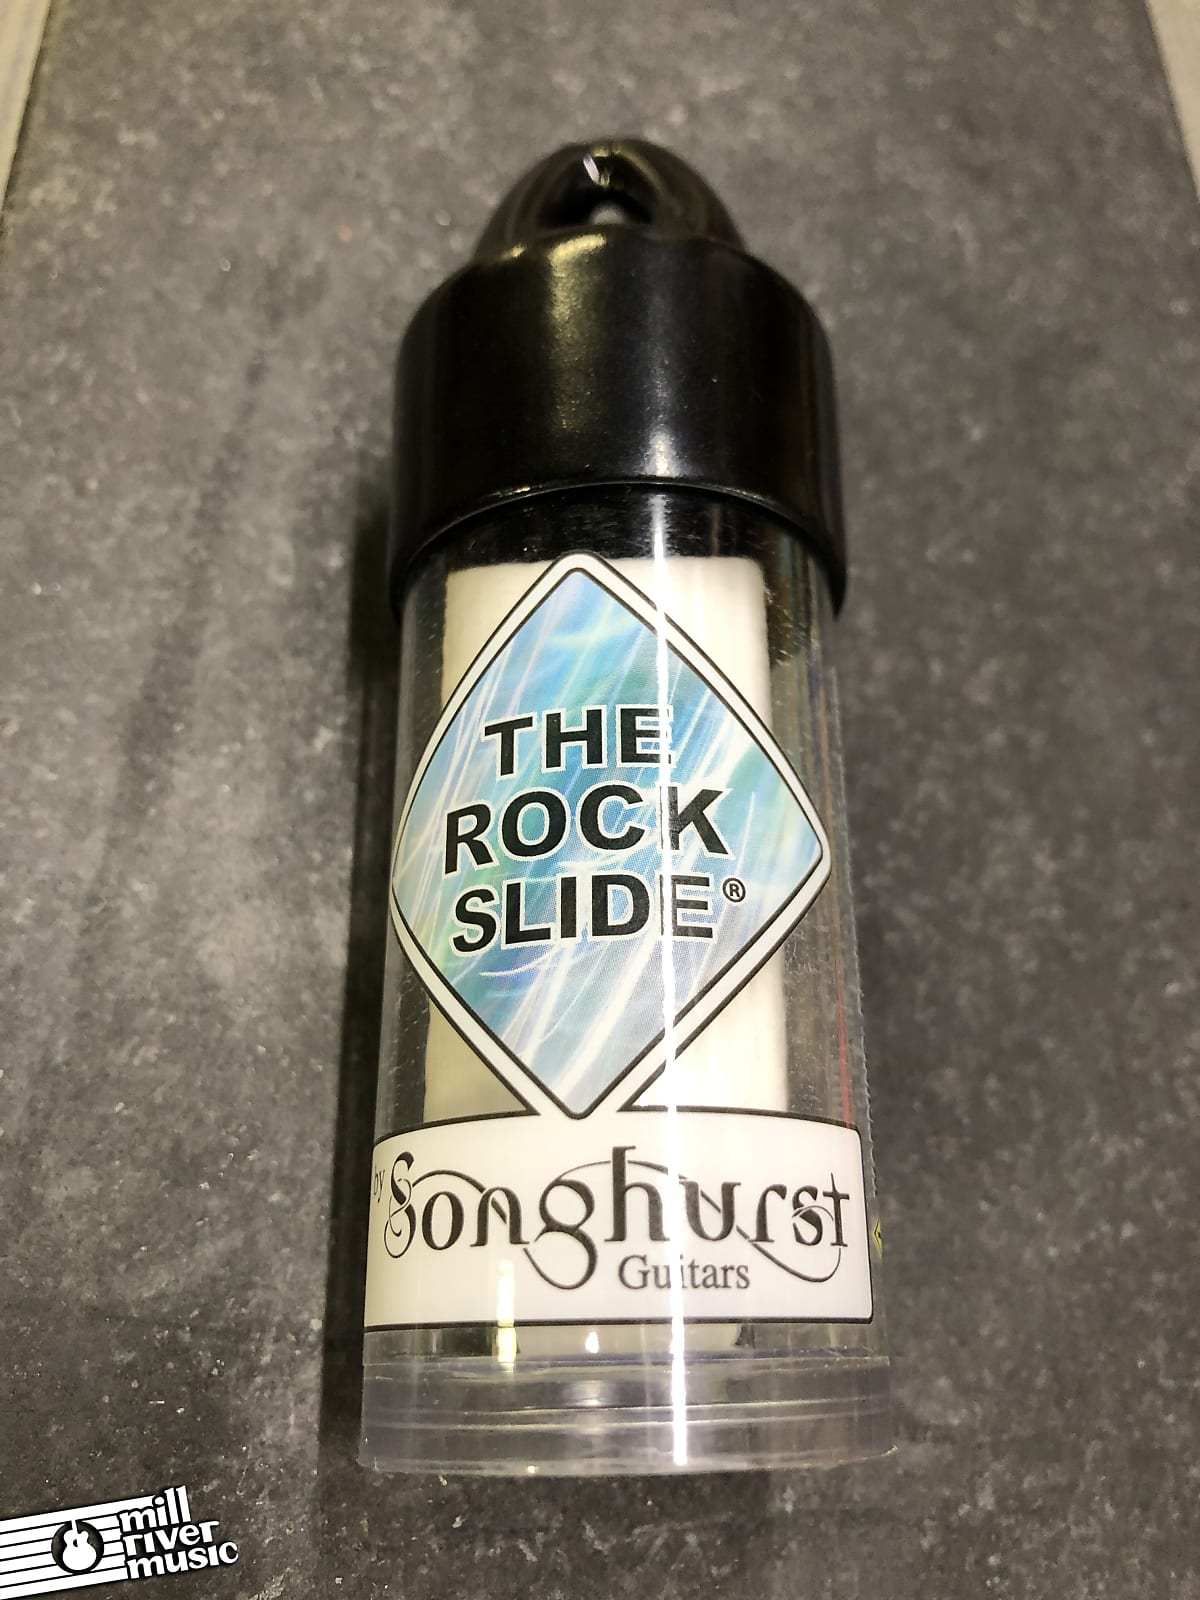 THE
ROCK
SLIDE®
by Songhurst
Guitars
mill
river
music